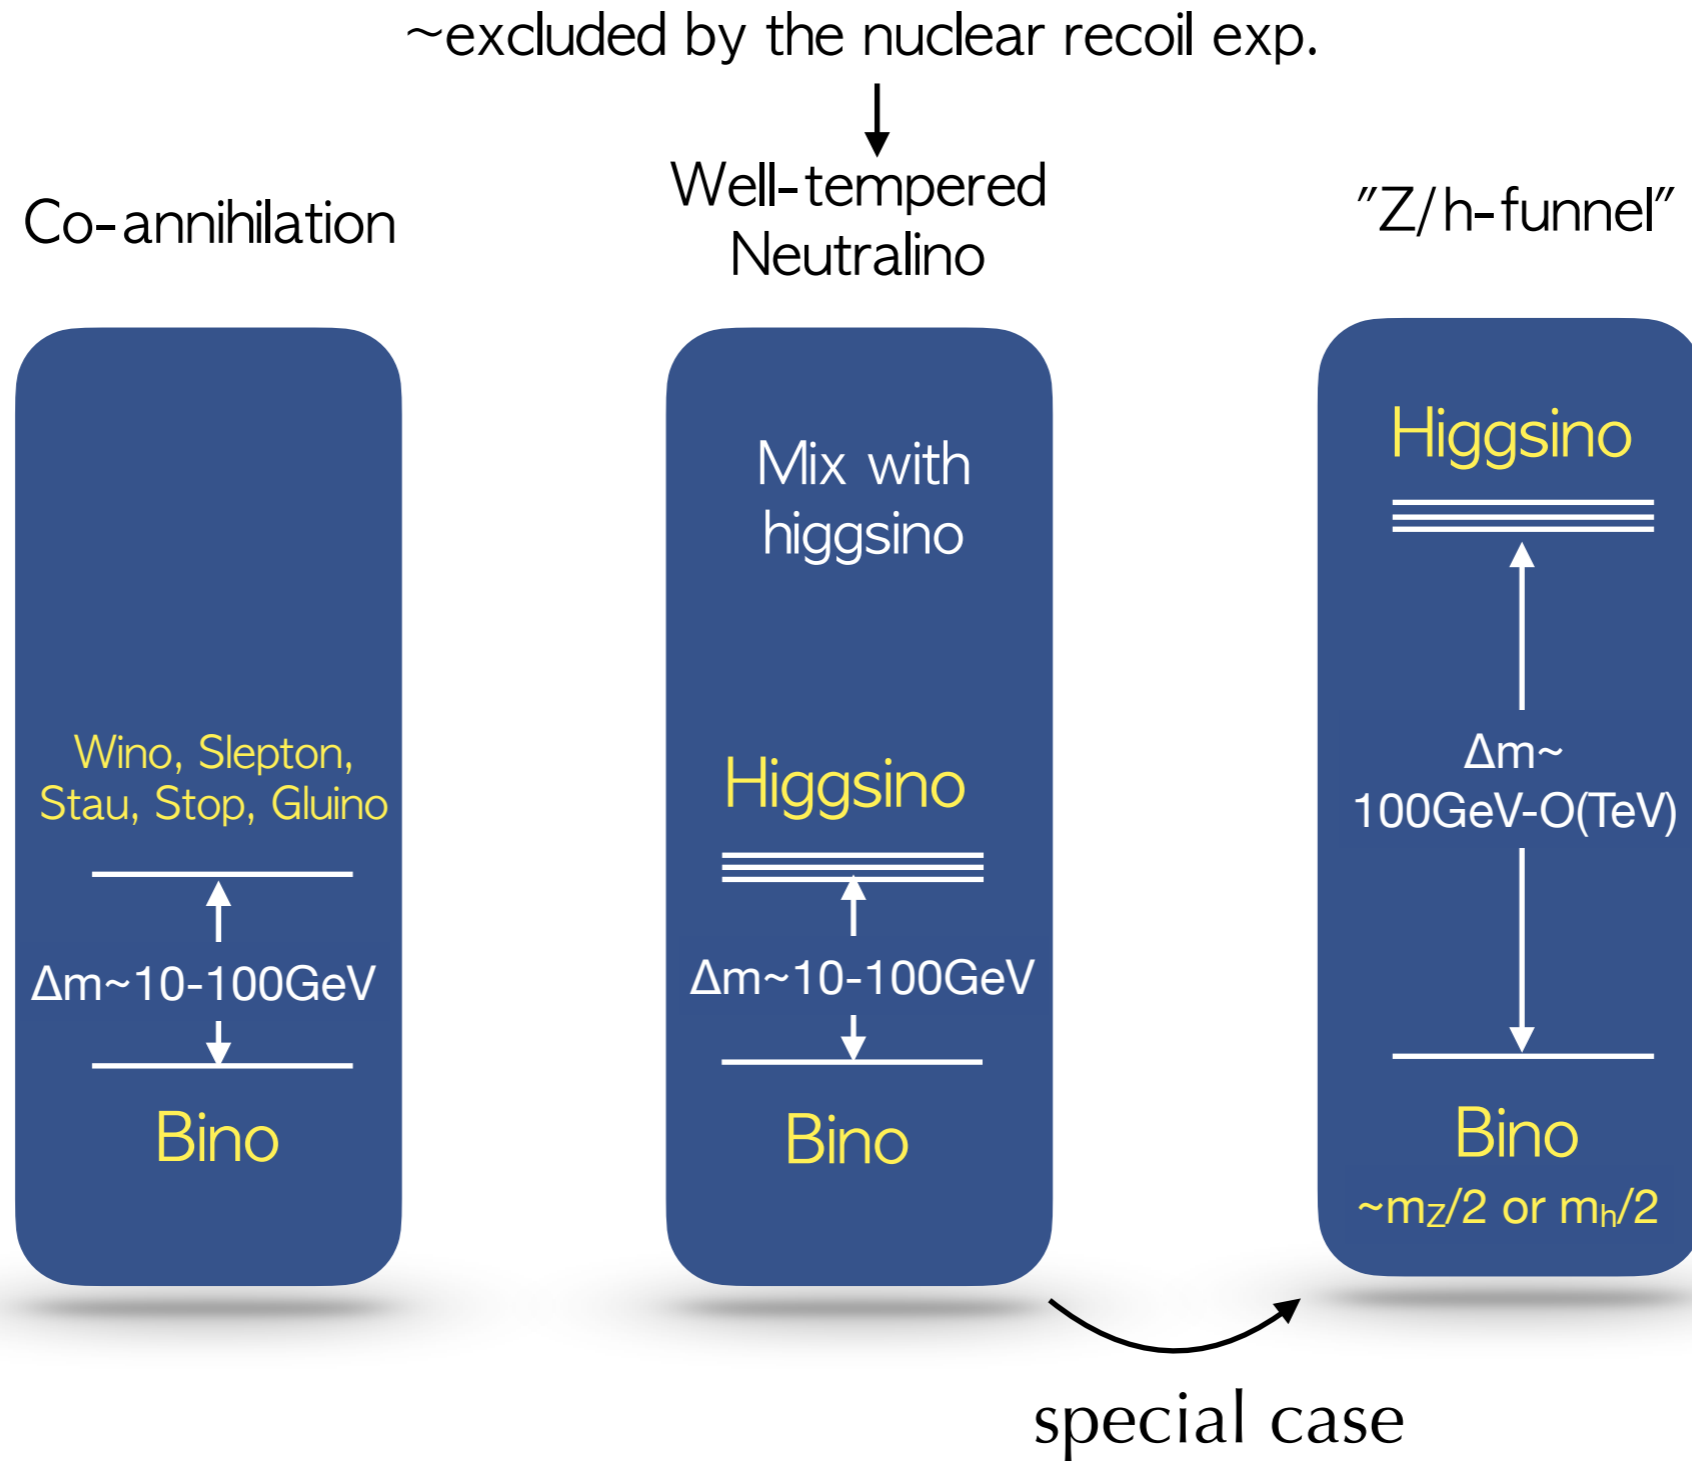 ~excluded by the nuclear recoil exp.
Co-annihilation
Well-tempered
Neutralino
"Z/h-funnel"
Wino, Slepton,
Stau, Stop, Gluino
Δm~10-100GeV
Bino
Mix with
higgsino
Higgsino
Δm~10-100GeV
Bino
Higgsino
Δm~
100GeV-O(TeV)
Bino
~mZ/2 or mh/2
special case